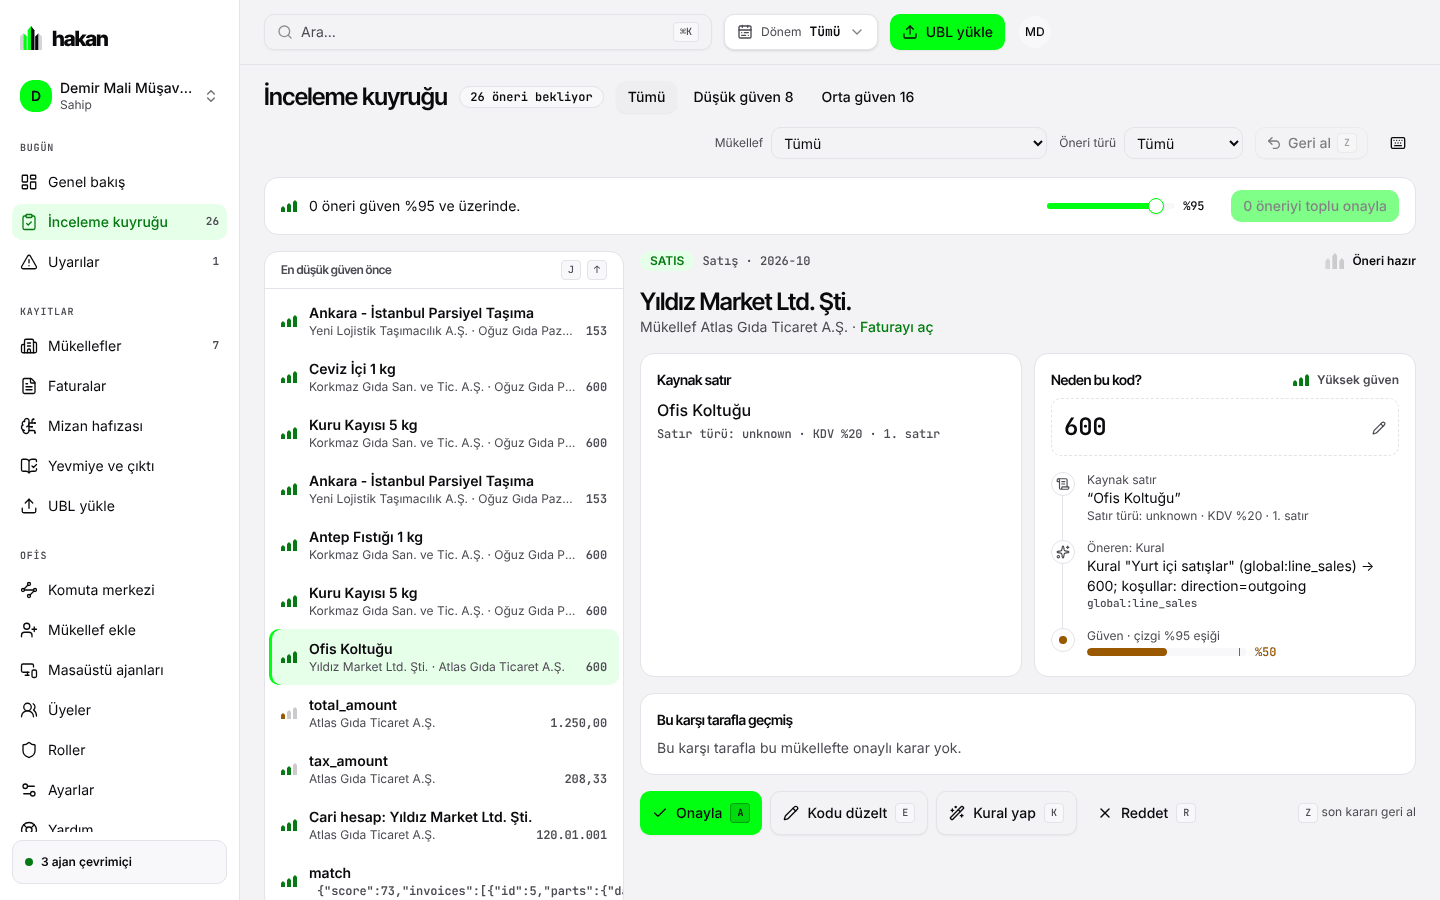 hakan
Ara...
⌘K
Dönem Tümü
UBL yükle
MD
D
Demir Mali Müşav...
Sahip
BUGÜN
Genel bakış
İnceleme kuyruğu 26
Uyarılar 1
KAYITLAR
Mükellefler 7
Faturalar
Mizan hafızası
Yevmiye ve çıktı
UBL yükle
OFİS
Komuta merkezi
Mükellef ekle
Masaüstü ajanları
Üyeler
Roller
Ayarlar
Yardım
3 ajan çevrimiçi
İnceleme kuyruğu
26 öneri bekliyor
Tümü
Düşük güven 8
Orta güven 16
Mükellef Tümü
Öneri türü Tümü
Geri al Z
0 öneri güven %95 ve üzerinde.
%95
0 öneriyi toplu onayla
En düşük güven önce J ↑
Ankara - İstanbul Parsiyel Taşıma
Yeni Lojistik Taşımacılık A.Ş. · Oğuz Gıda Paz... 153
Ceviz İçi 1 kg
Korkmaz Gıda San. ve Tic. A.Ş. · Oğuz Gıda P... 600
Kuru Kayısı 5 kg
Korkmaz Gıda San. ve Tic. A.Ş. · Oğuz Gıda P... 600
Ankara - İstanbul Parsiyel Taşıma
Yeni Lojistik Taşımacılık A.Ş. · Oğuz Gıda Paz... 153
Antep Fıstığı 1 kg
Korkmaz Gıda San. ve Tic. A.Ş. · Oğuz Gıda P... 600
Kuru Kayısı 5 kg
Korkmaz Gıda San. ve Tic. A.Ş. · Oğuz Gıda P... 600
Ofis Koltuğu
Yıldız Market Ltd. Şti. · Atlas Gıda Ticaret A.Ş. 600
total_amount
Atlas Gıda Ticaret A.Ş. 1.250,00
tax_amount
Atlas Gıda Ticaret A.Ş. 208,33
Cari hesap: Yıldız Market Ltd. Şti.
Atlas Gıda Ticaret A.Ş. 120.01.001
match
{"score":73,"invoices":[{"id":5,"parts":{"da
SATIS Satış · 2026-10
Öneri hazır
Yıldız Market Ltd. Şti.
Mükellef Atlas Gıda Ticaret A.Ş. · Faturayı aç
Kaynak satır
Ofis Koltuğu
Satır türü: unknown · KDV %20 · 1. satır
Neden bu kod?
Yüksek güven
600
Kaynak satır
“Ofis Koltuğu”
Satır türü: unknown · KDV %20 · 1. satır
Öneren: Kural
Kural "Yurt içi satışlar" (global:line_sales) →
600; koşullar: direction=outgoing
global:line_sales
Güven · çizgi %95 eşiği
%50
Bu karşı tarafla geçmiş
Bu karşı tarafla bu mükellefte onaylı karar yok.
Onayla A
Kodu düzelt E
Kural yap K
Reddet R
Z son kararı geri al